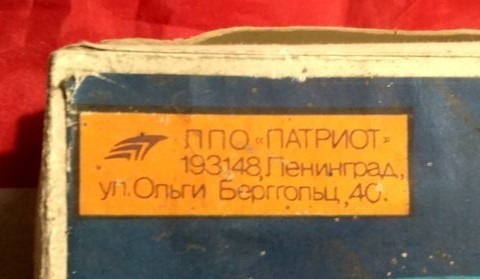 ЛПО «ПАТРИОТ»
193148, Ленинград,
ул. Ольги Берггольц, 40.